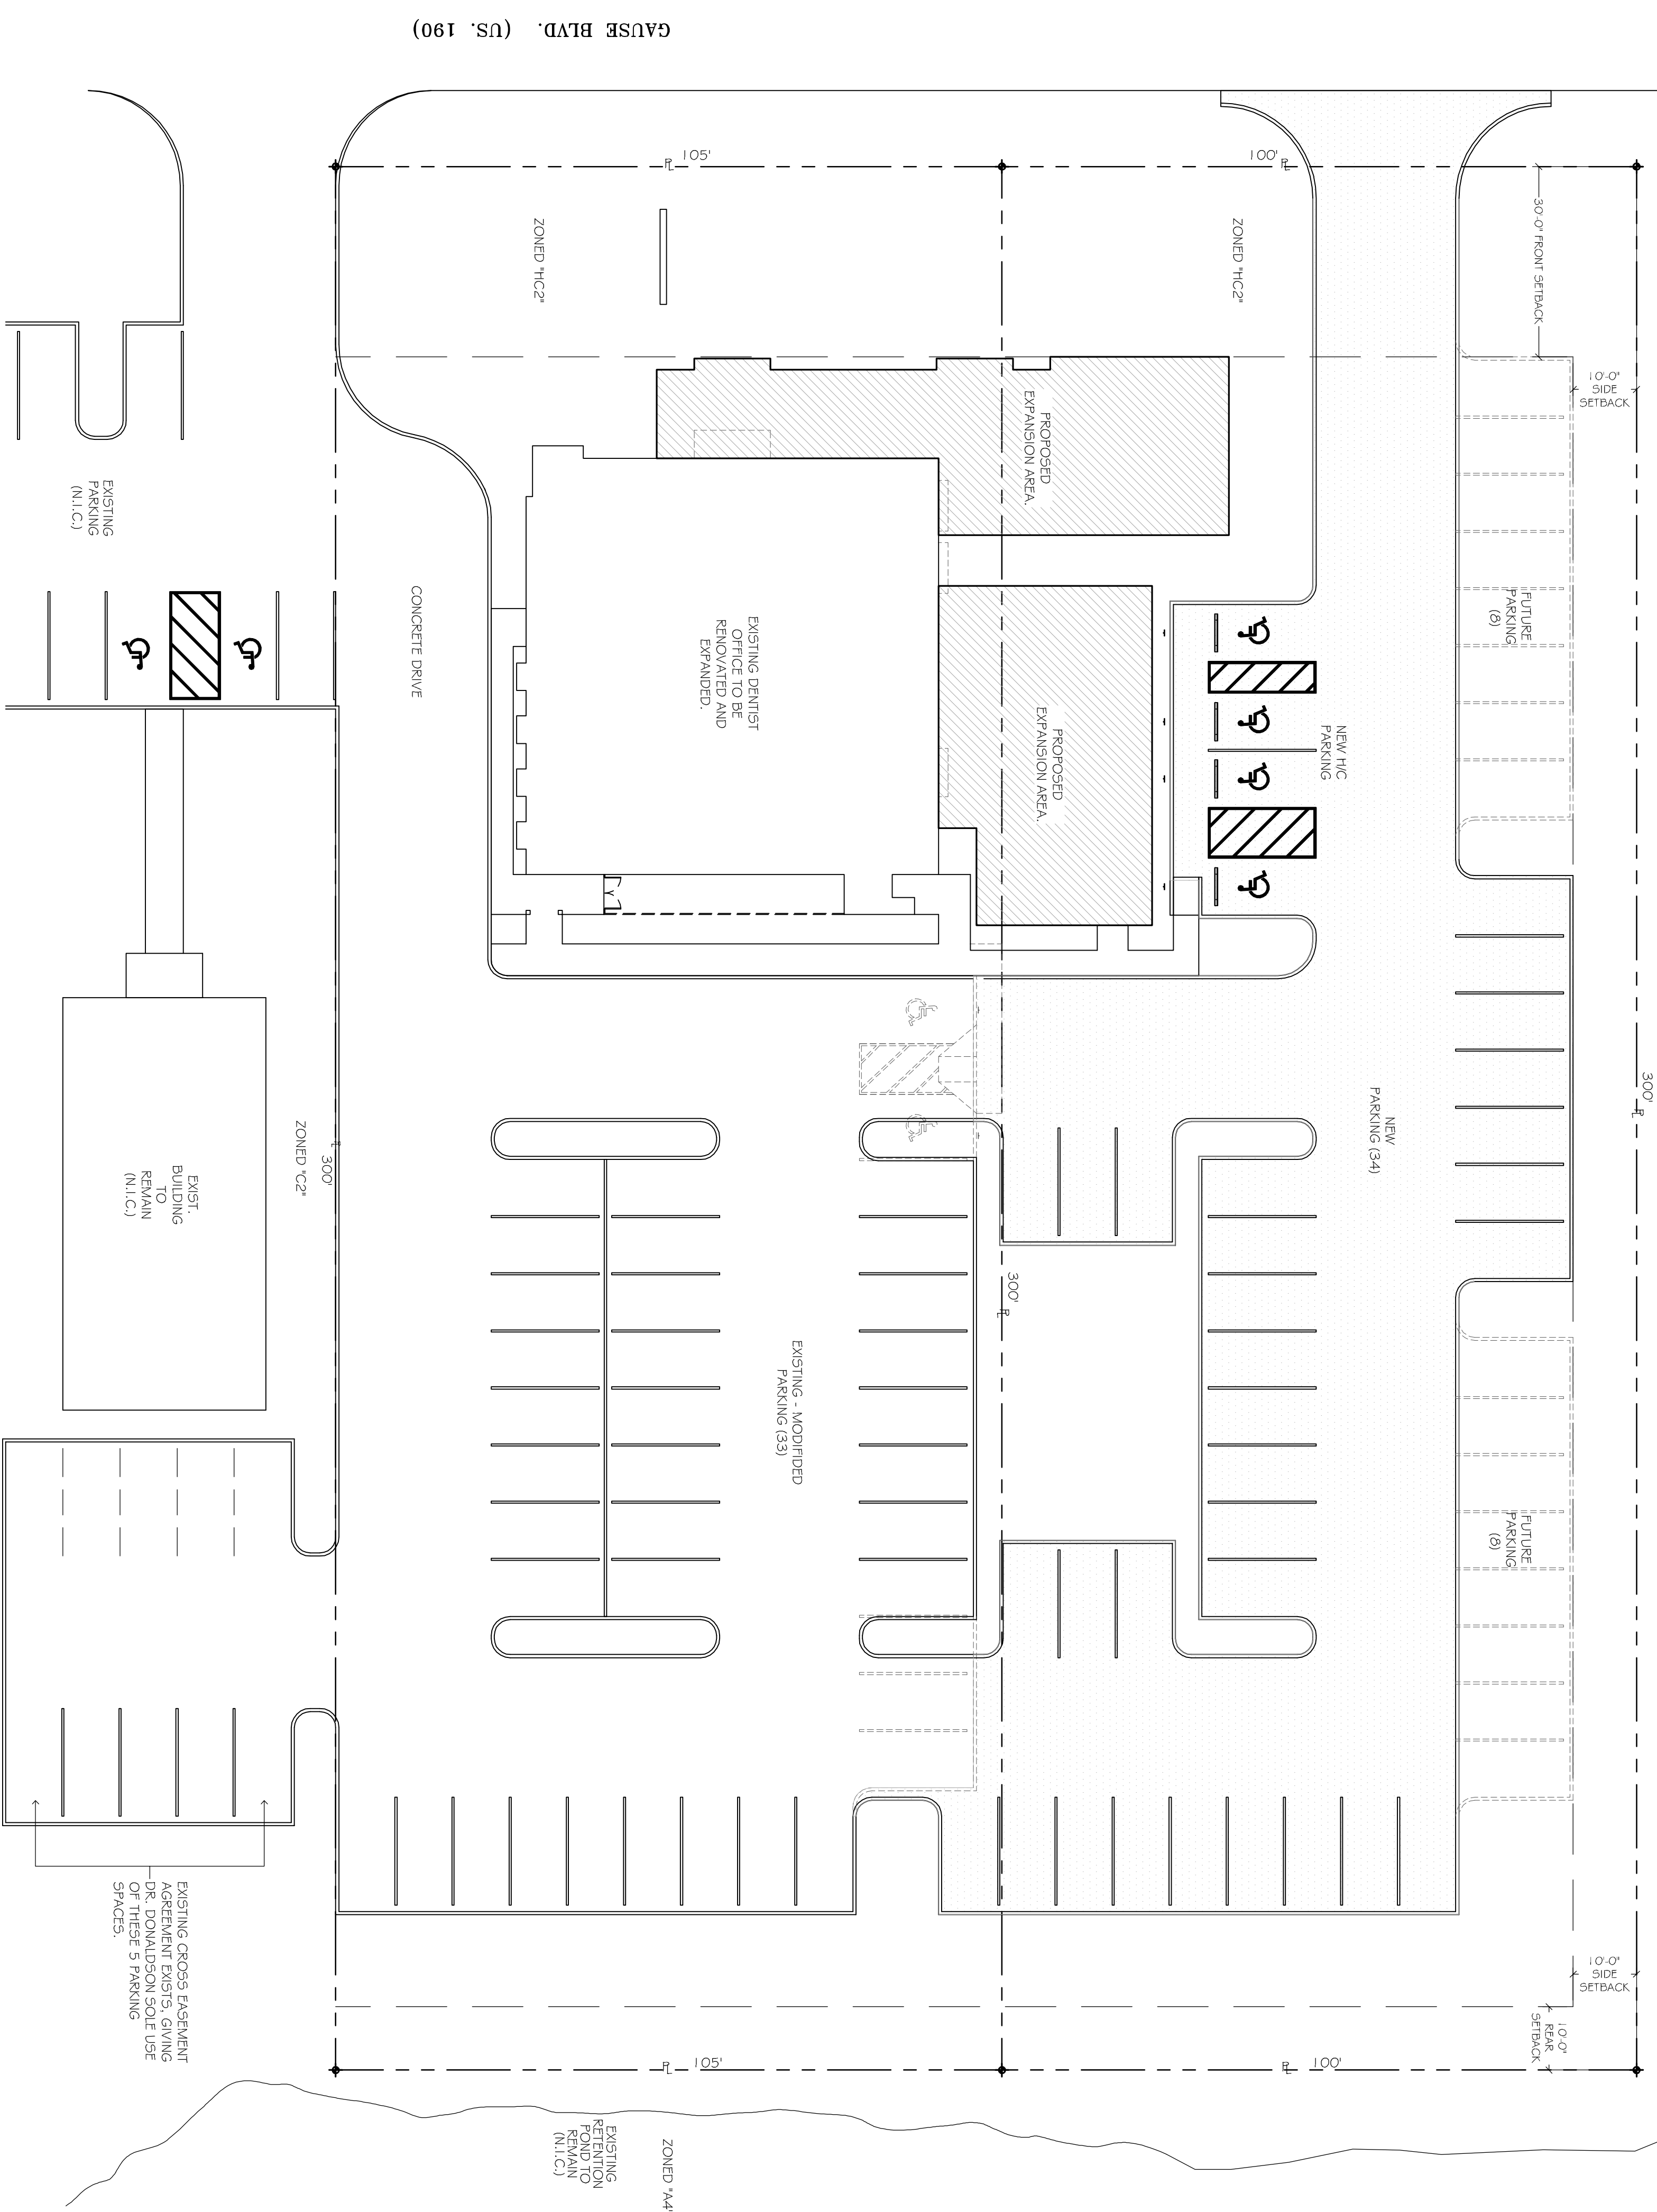 GAUSE BLVD. (US. 190)
105'
100'
ZONED "HC2"
ZONED "HC2"
30'-0" FRONT SETBACK
10'-0"
SIDE
SETBACK
PROPOSED
EXPANSION AREA.
EXISTING
PARKING
(N.I.C.)
CONCRETE DRIVE
EXISTING DENTIST
OFFICE TO BE
RENOVATED AND
EXPANDED.
PROPOSED
EXPANSION AREA.
NEW H/C
PARKING
FUTURE
PARKING
(8)
300'
NEW
PARKING (34)
ZONED "C2"
300'
EXIST.
BUILDING
TO
REMAIN
(N.I.C.)
300'
EXISTING - MODIFIDED
PARKING (33)
FUTURE
PARKING
(8)
EXISTING CROSS EASEMENT
AGREEMENT EXISTS, GIVING
DR. DONALDSON SOLE USE
OF THESE 5 PARKING
SPACES.
10'-0"
SIDE
SETBACK
10'-0"
REAR
SETBACK
105'
100'
EXISTING
RETENTION
POND TO
REMAIN
(N.I.C.)
ZONED "A4"